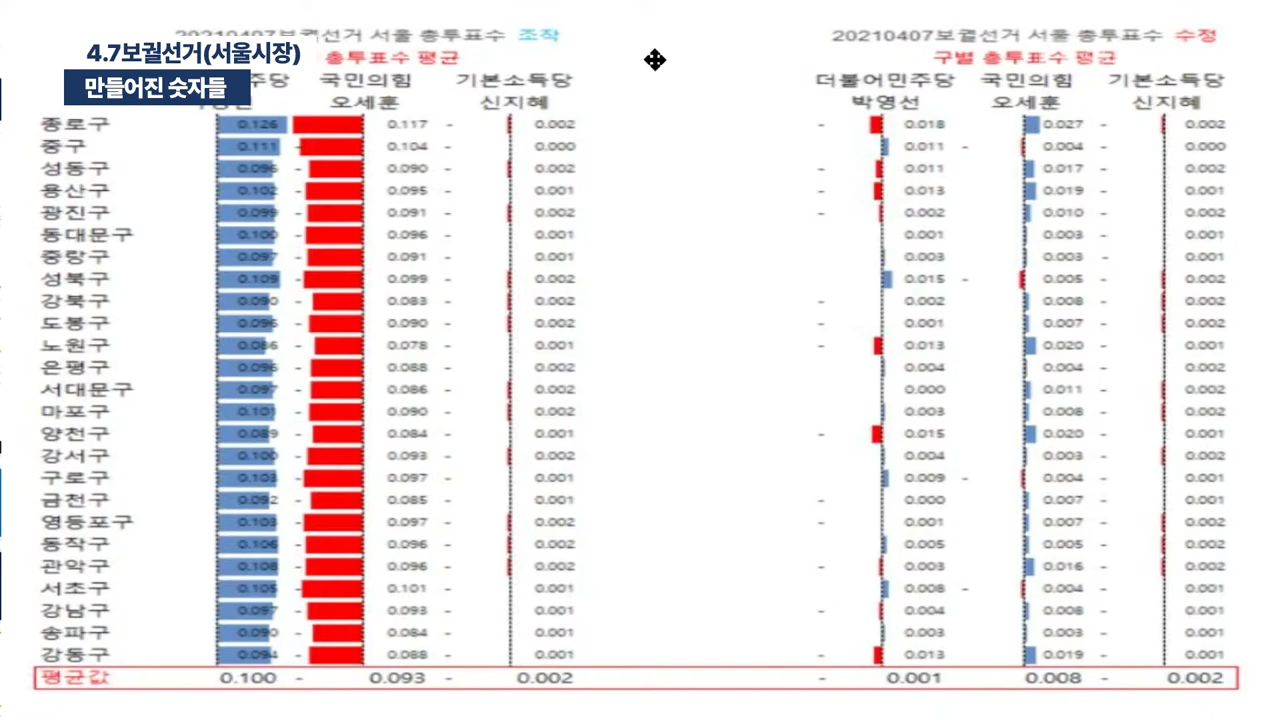 20210407보궐선거 서울 총투표수 조작 20210407보궐선거 서울 총투표수 수정
4.7보궐선거(서울시장)
만들어진 숫자들
총투표수 평균 구별 총투표수 평균
주당 국민의힘 기본소득당 더불어민주당 국민의힘 기본소득당
오세훈 신지혜 박영선 오세훈 신지혜
종로구 0.126 - 0.117 - 0.002 - 0.018 0.027 - 0.002
중구 0.111 - 0.104 - 0.000 0.011 - 0.004 - 0.000
성동구 0.096 - 0.090 - 0.002 - 0.011 0.017 - 0.002
용산구 0.102 - 0.095 - 0.001 - 0.013 0.019 - 0.001
광진구 0.099 - 0.091 - 0.002 - 0.002 0.010 - 0.002
동대문구 0.100 - 0.096 - 0.001 0.001 0.003 - 0.001
중랑구 0.097 - 0.091 - 0.001 0.003 0.003 - 0.001
성북구 0.109 - 0.099 - 0.002 0.015 - 0.005 - 0.002
강북구 0.090 - 0.083 - 0.002 - 0.002 0.008 - 0.002
도봉구 0.096 - 0.090 - 0.002 - 0.001 0.007 - 0.002
노원구 0.086 - 0.078 - 0.001 - 0.013 0.020 - 0.001
은평구 0.096 - 0.088 - 0.001 0.004 0.004 - 0.001
서대문구 0.097 - 0.086 - 0.002 0.000 0.011 - 0.002
마포구 0.101 - 0.090 - 0.002 0.003 0.008 - 0.002
양천구 0.089 - 0.084 - 0.001 - 0.015 0.020 - 0.001
강서구 0.100 - 0.093 - 0.002 0.004 0.003 - 0.002
구로구 0.103 - 0.097 - 0.001 0.009 - 0.004 - 0.001
금천구 0.092 - 0.085 - 0.001 - 0.000 0.007 - 0.001
영등포구 0.103 - 0.097 - 0.002 - 0.001 0.007 - 0.002
동작구 0.106 - 0.096 - 0.002 0.005 0.005 - 0.002
관악구 0.108 - 0.096 - 0.002 - 0.003 0.016 - 0.002
서초구 0.105 - 0.101 - 0.001 0.008 - 0.004 - 0.001
강남구 0.097 - 0.093 - 0.001 - 0.004 0.008 - 0.001
송파구 0.090 - 0.084 - 0.001 0.003 0.003 - 0.001
강동구 0.094 - 0.088 - 0.001 - 0.013 0.019 - 0.001
평균값 0.100 - 0.093 - 0.002 - 0.001 0.008 - 0.002